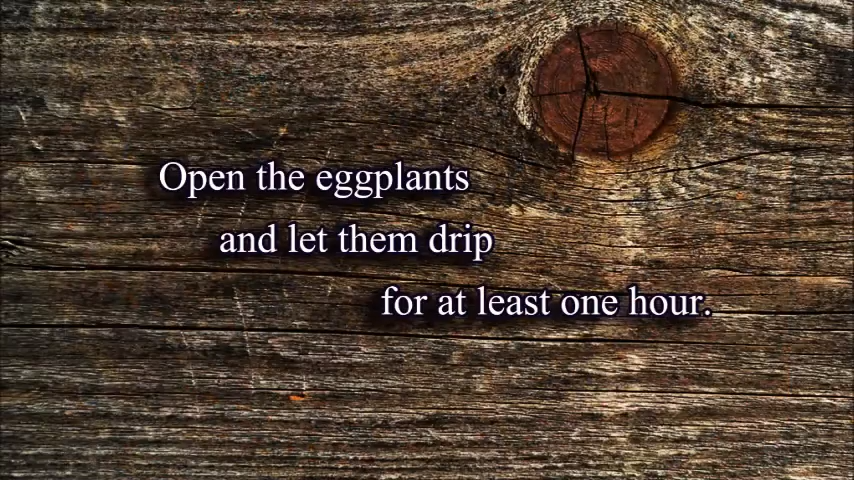 Open the eggplants
and let them drip
for at least one hour.